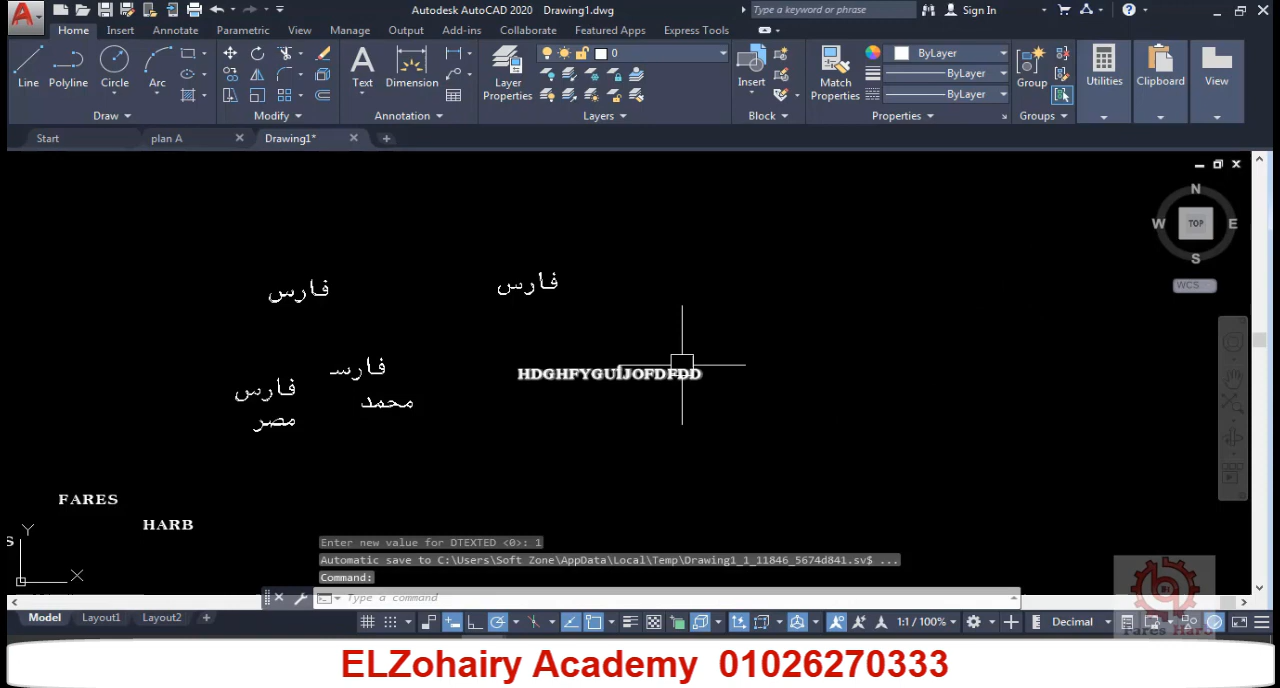 Autodesk AutoCAD 2020 Drawing1.dwg
Type a keyword or phrase
Sign In
Home Insert Annotate Parametric View Manage Output Add-ins Collaborate Featured Apps Express Tools
0
ByLayer
ByLayer
ByLayer
Line Polyline Circle Arc
Text Dimension
Layer Properties
Insert
Match Properties
Group
Utilities
Clipboard
View
Draw Modify Annotation Layers Block Properties Groups
Start plan A Drawing1*
N
W TOP E
S
WCS
فارس
فارس
فارسـ
HDGHFYGUIJOFDFDD
فارس
محمد
مصر
FARES
HARB
S
Y
X
Enter new value for DTEXTED <0>: 1
Automatic save to C:\Users\Soft Zone\AppData\Local\Temp\Drawing1_1_11846_5674d841.sv$ ...
Command:
Type a command
Model Layout1 Layout2
1:1 / 100%
Decimal
Fares Harb
ELZohairy Academy 01026270333